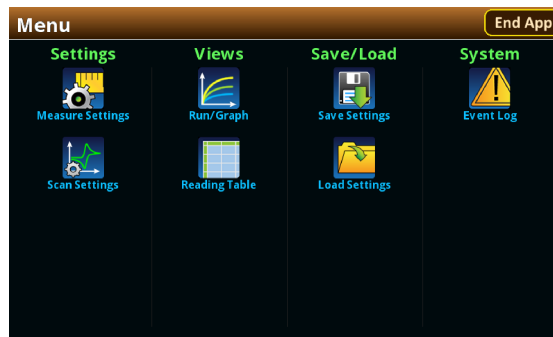 Menu
End App
Settings
Views
Save/Load
System
Measure Settings
Run/Graph
Save Settings
Event Log
Scan Settings
Reading Table
Load Settings